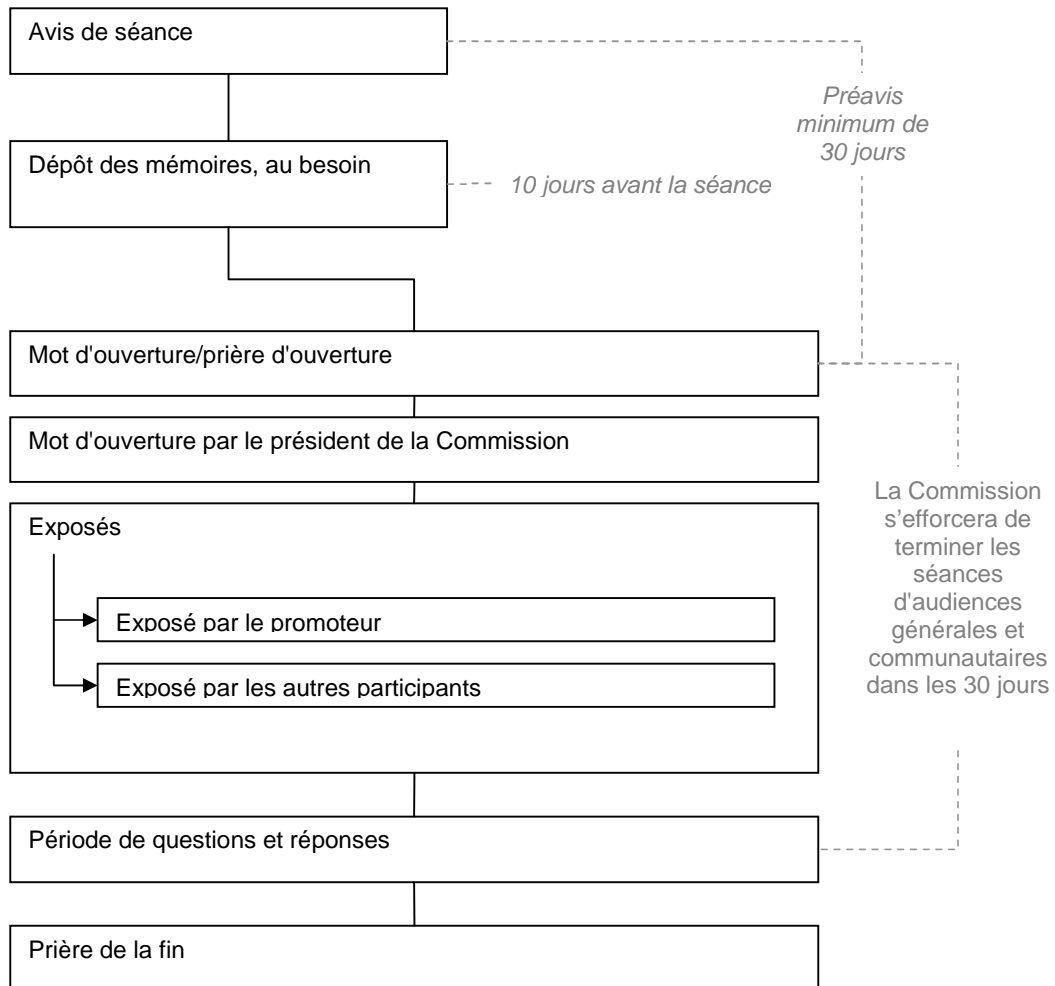 Avis de séance
Préavis
minimum de
30 jours
Dépôt des mémoires, au besoin
10 jours avant la séance
Mot d'ouverture/prière d'ouverture
Mot d'ouverture par le président de la Commission
Exposés
Exposé par le promoteur
Exposé par les autres participants
La Commission
s’efforcera de
terminer les
séances
d'audiences
générales et
communautaires
dans les 30 jours
Période de questions et réponses
Prière de la fin